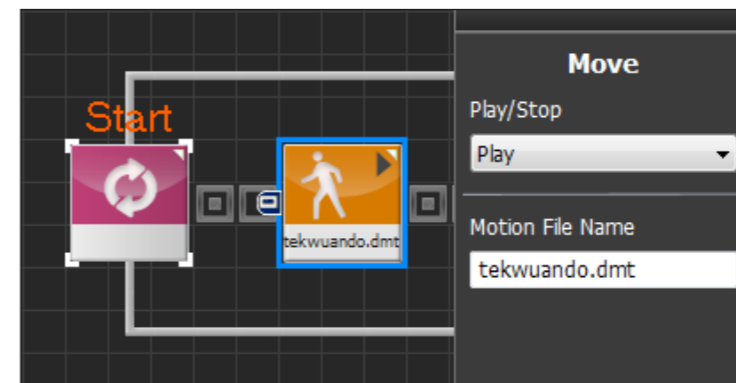 Start
tekwuando.dmt
Move
Play/Stop
Play
Motion File Name
tekwuando.dmt